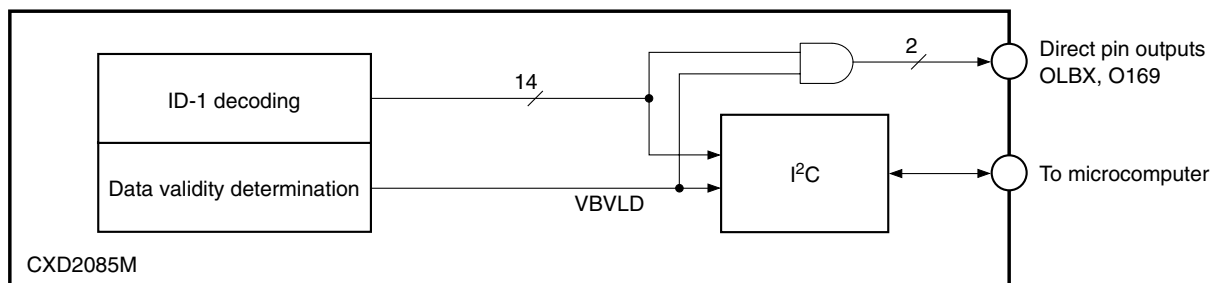 ID-1 decoding
14
2
Direct pin outputs
OLBX, O169
Data validity determination
VBVLD
I²C
To microcomputer
CXD2085M